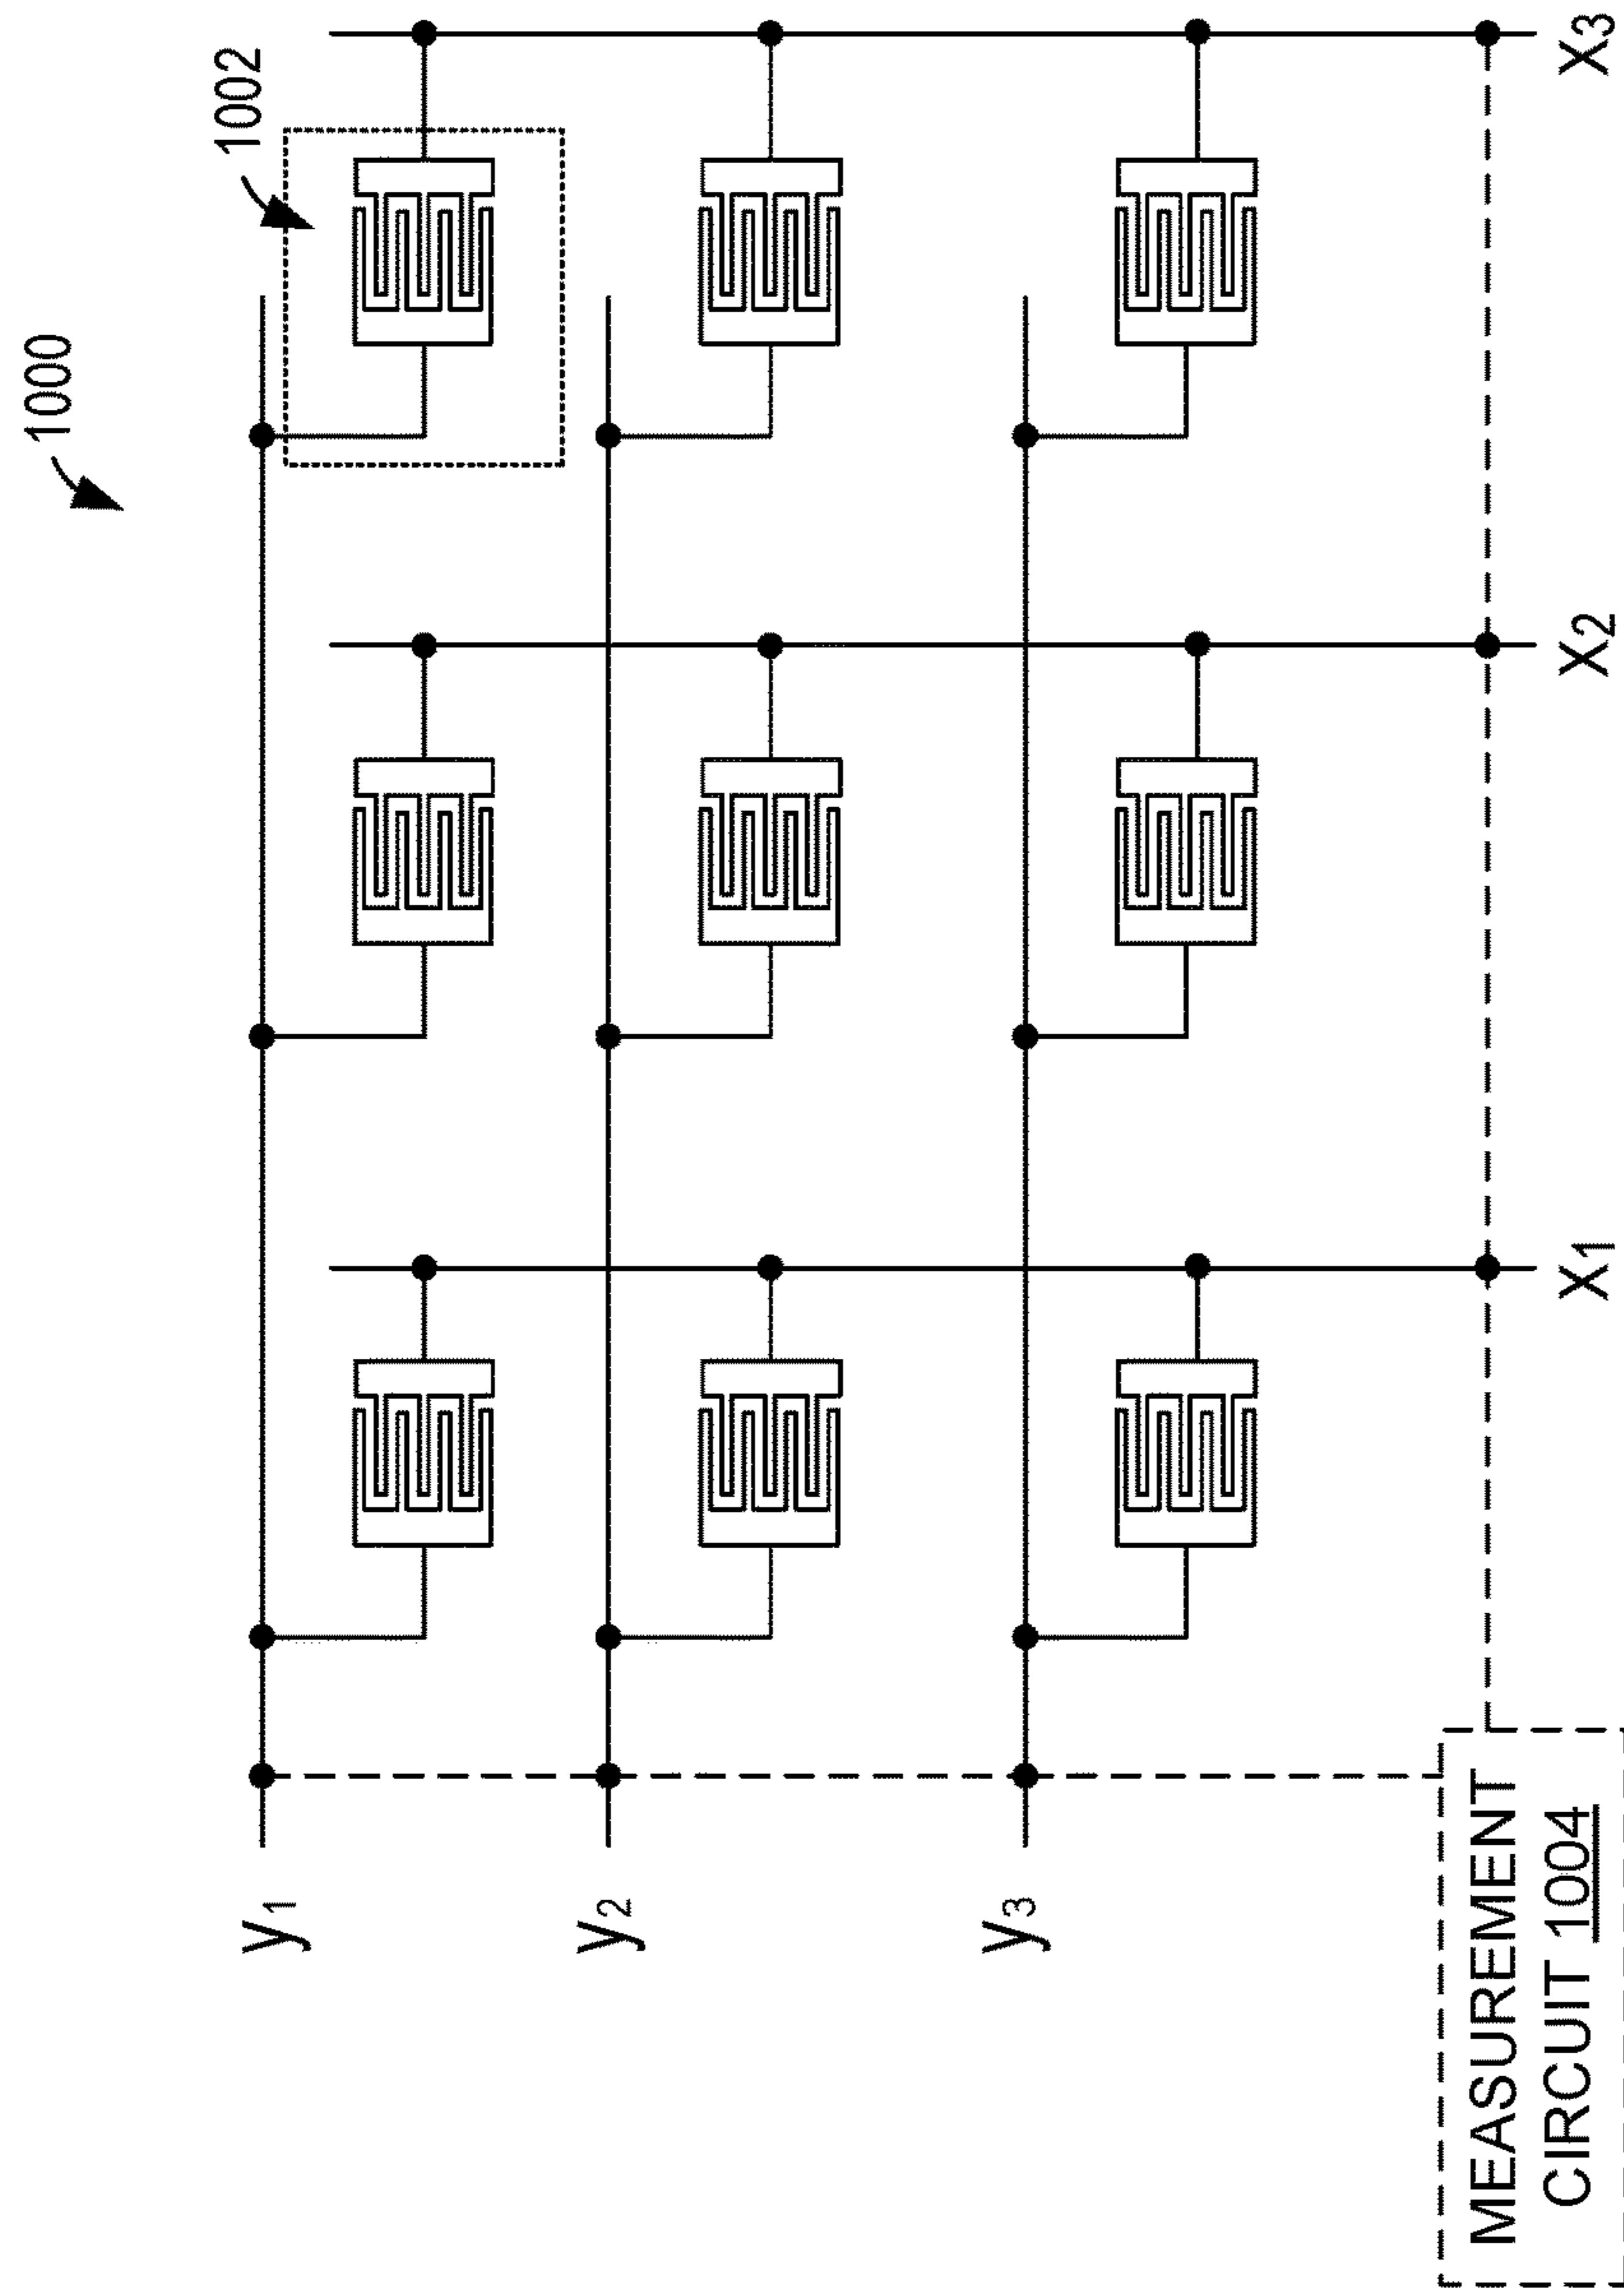 1000
1002
y1
y2
y3
x1
x2
x3
MEASUREMENT
CIRCUIT 1004